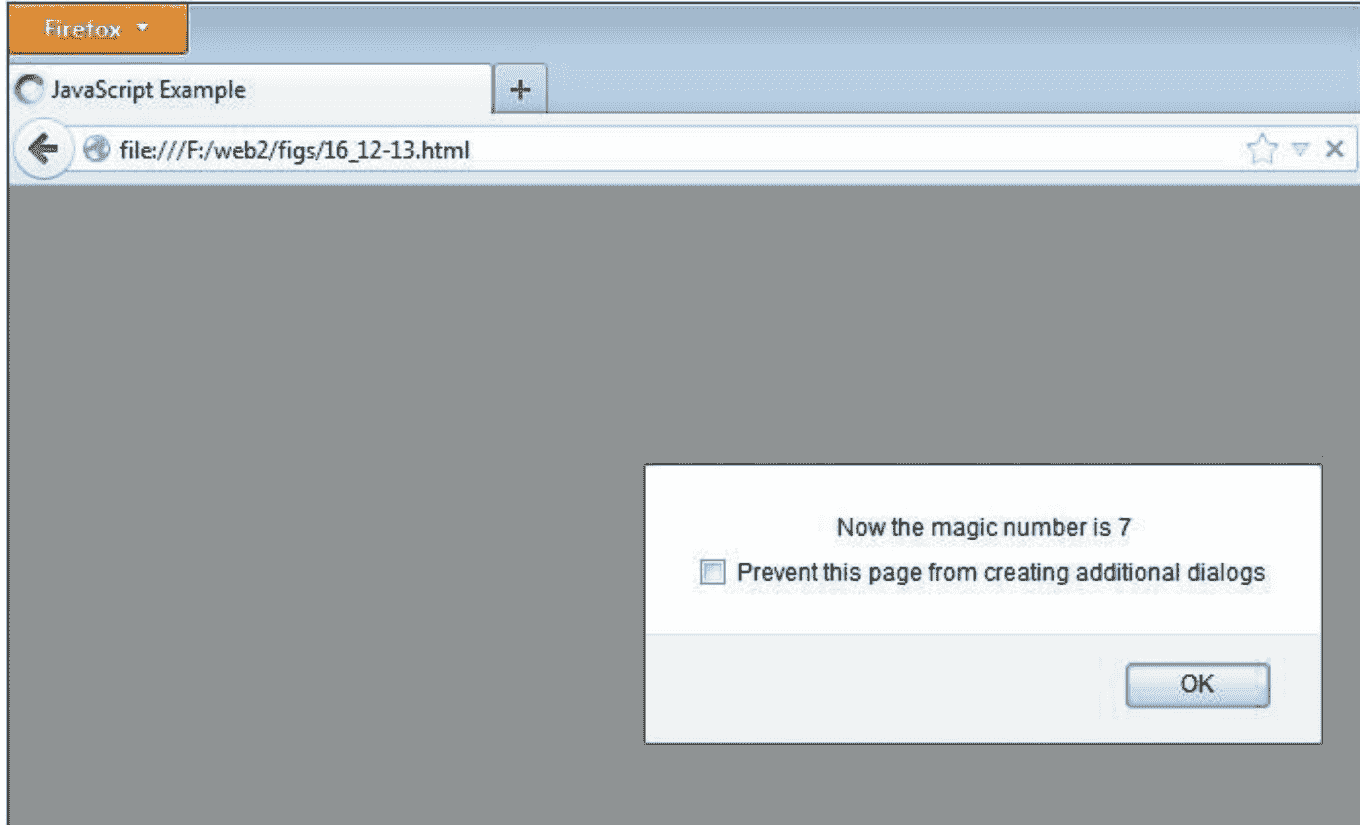 Firefox
JavaScript Example
file:///F:/web2/figs/16_12-13.html
Now the magic number is 7
Prevent this page from creating additional dialogs
OK